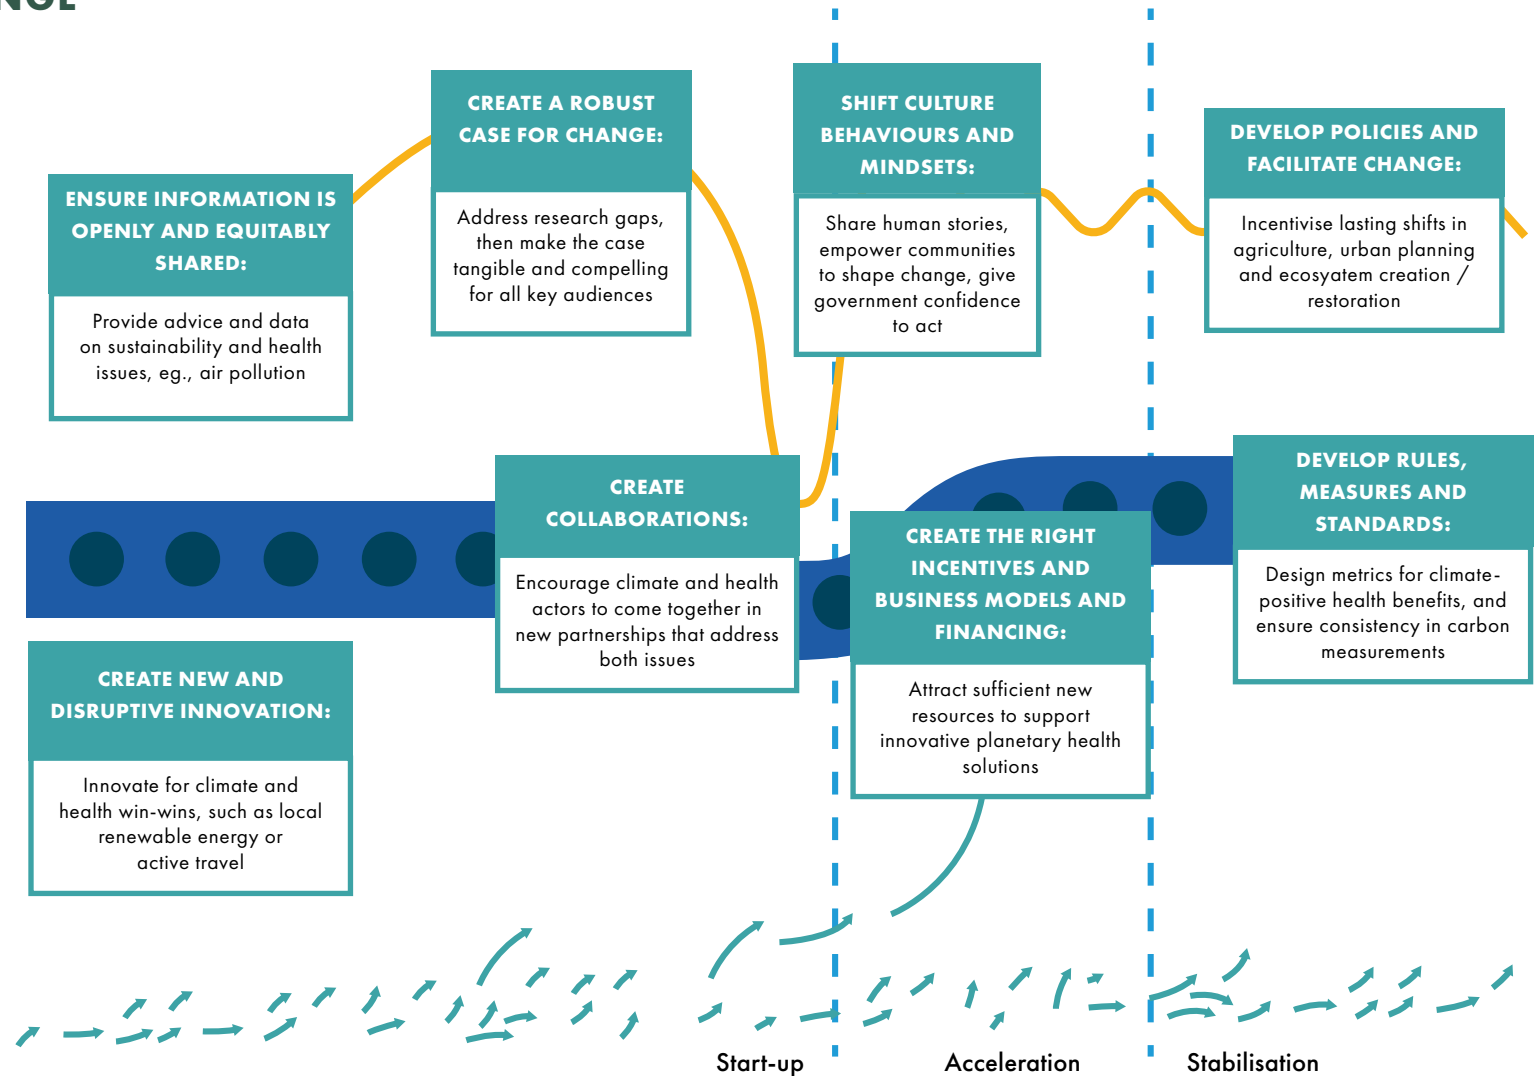 CREATE A ROBUST
CASE FOR CHANGE:
Address research gaps,
then make the case
tangible and compelling
for all key audiences
SHIFT CULTURE
BEHAVIOURS AND
MINDSETS:
Share human stories,
empower communities
to shape change, give
government confidence
to act
DEVELOP POLICIES AND
FACILITATE CHANGE:
Incentivise lasting shifts in
agriculture, urban planning
and ecosyatem creation /
restoration
ENSURE INFORMATION IS
OPENLY AND EQUITABLY
SHARED:
Provide advice and data
on sustainability and health
issues, eg., air pollution
CREATE
COLLABORATIONS:
Encourage climate and health
actors to come together in
new partnerships that address
both issues
CREATE THE RIGHT
INCENTIVES AND
BUSINESS MODELS AND
FINANCING:
Attract sufficient new
resources to support
innovative planetary health
solutions
DEVELOP RULES,
MEASURES AND
STANDARDS:
Design metrics for climate-
positive health benefits, and
ensure consistency in carbon
measurements
CREATE NEW AND
DISRUPTIVE INNOVATION:
Innovate for climate and
health win-wins, such as local
renewable energy or
active travel
Start-up
Acceleration
Stabilisation